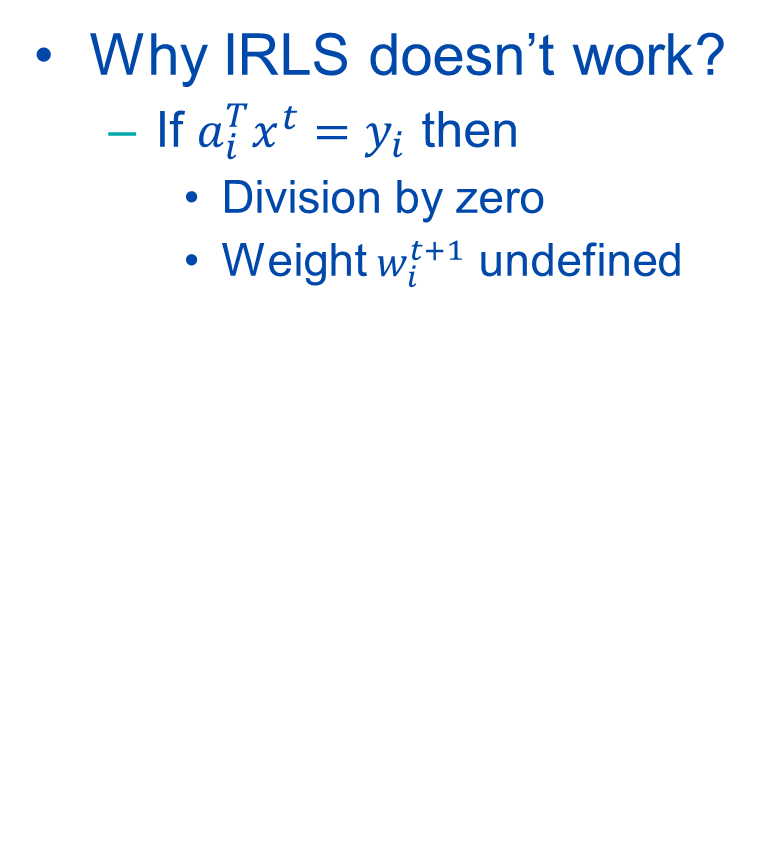 • Why IRLS doesn’t work?
– If $a_i^T x^t = y_i$ then
• Division by zero
• Weight $w_i^{t+1}$ undefined